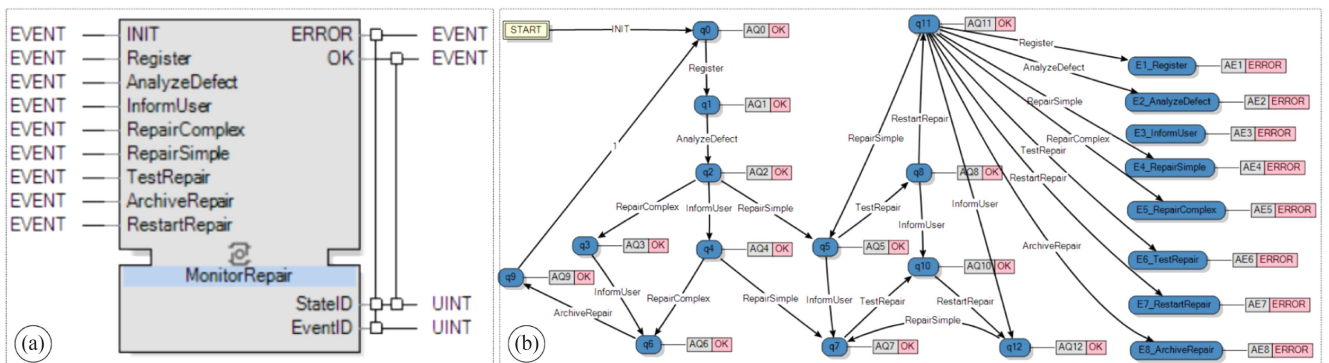 EVENT INIT ERROR EVENT
EVENT Register OK EVENT
EVENT AnalyzeDefect
EVENT InformUser
EVENT RepairComplex
EVENT RepairSimple
EVENT TestRepair
EVENT ArchiveRepair
EVENT RestartRepair
MonitorRepair
StateID UINT
EventID UINT
(a)
START
INIT
q0 AQ0 OK
Register
q1 AQ1 OK
AnalyzeDefect
q2 AQ2 OK
RepairComplex
InformUser
RepairSimple
q3 AQ3 OK
q4 AQ4 OK
q5 AQ5 OK
1
q9 AQ9 OK
InformUser
RepairComplex
RepairSimple
InformUser
ArchiveRepair
q6 AQ6 OK
q7 AQ7 OK
TestRepair
q8 AQ8 OK
InformUser
q10 AQ10 OK
TestRepair
RestartRepair
RepairSimple
q12 AQ12 OK
q11 AQ11 OK
RestartRepair
RepairSimple
InformUser
Register
AnalyzeDefect
RepairSimple
RepairComplex
TestRepair
RestartRepair
ArchiveRepair
E1_Register AE1 ERROR
E2_AnalyzeDefect AE2 ERROR
E3_InformUser AE3 ERROR
E4_RepairSimple AE4 ERROR
E5_RepairComplex AE5 ERROR
E6_TestRepair AE6 ERROR
E7_RestartRepair AE7 ERROR
E8_ArchiveRepair AE8 ERROR
(b)